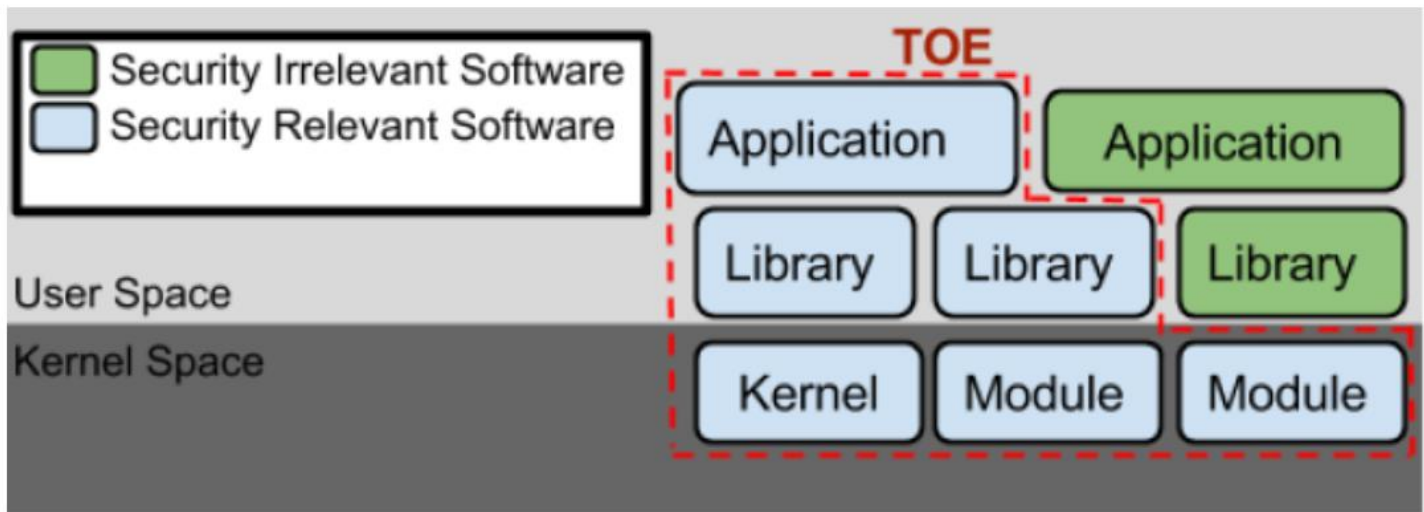 Security Irrelevant Software
Security Relevant Software
TOE
Application
Application
Library
Library
Library
User Space
Kernel Space
Kernel
Module
Module